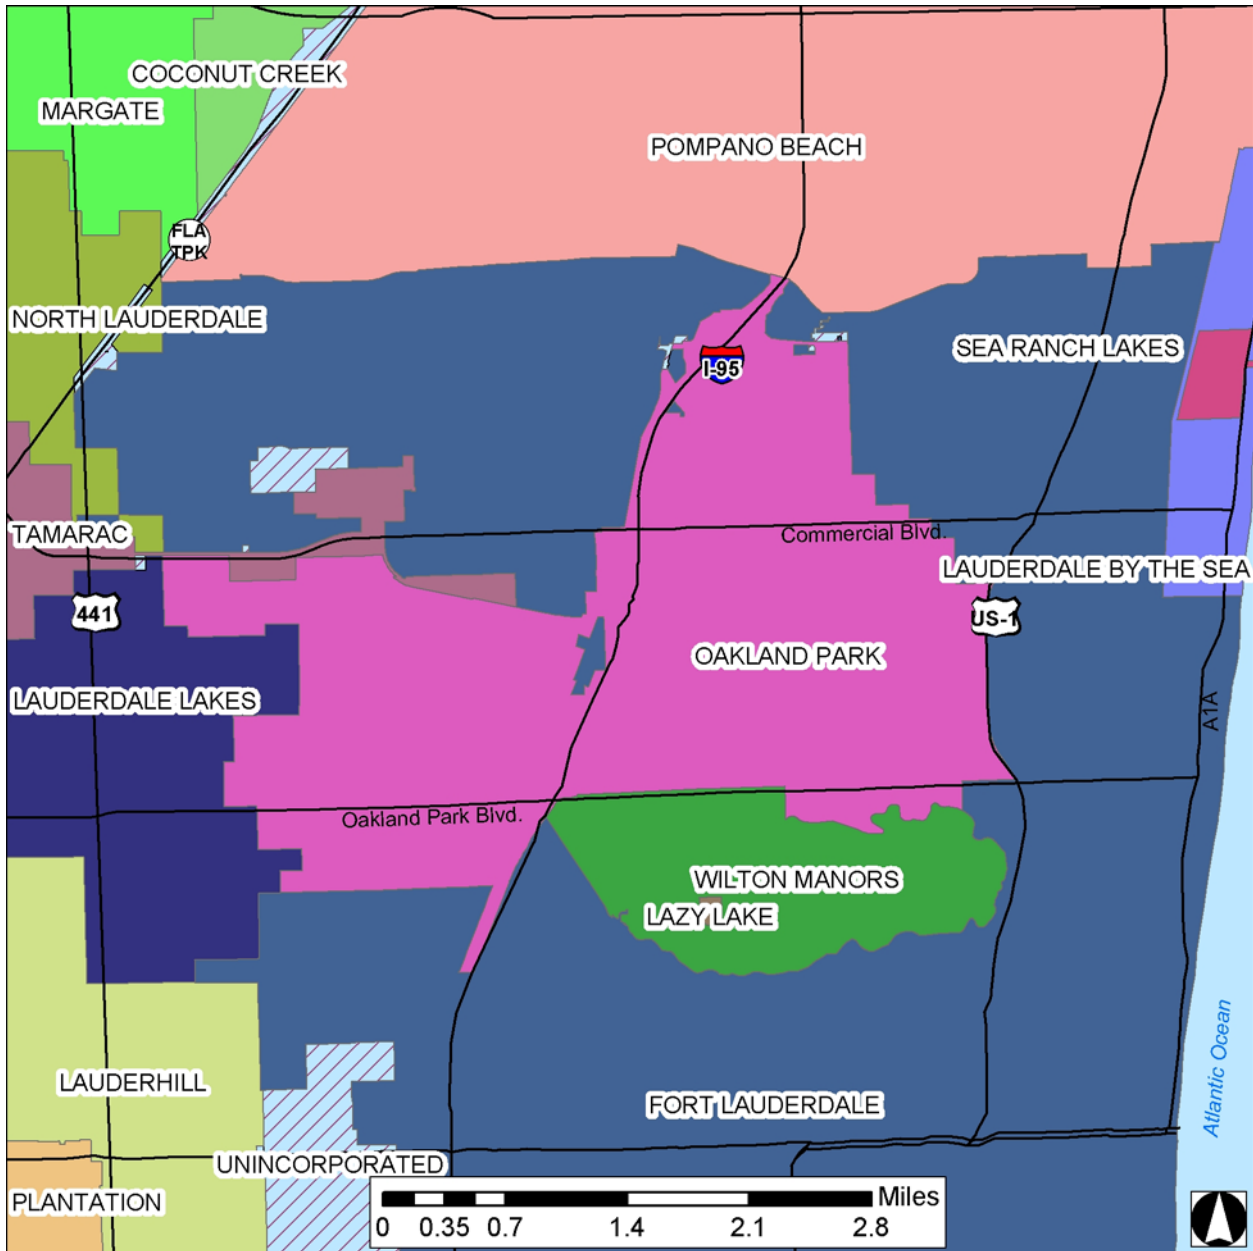 COCONUT CREEK
MARGATE
POMPANO BEACH
FLA
TPK
NORTH LAUDERDALE
SEA RANCH LAKES
I-95
TAMARAC
Commercial Blvd.
LAUDERDALE BY THE SEA
441
US-1
OAKLAND PARK
LAUDERDALE LAKES
A1A
Oakland Park Blvd.
WILTON MANORS
LAZY LAKE
Atlantic Ocean
LAUDERHILL
FORT LAUDERDALE
UNINCORPORATED
PLANTATION
Miles
0 0.35 0.7 1.4 2.1 2.8